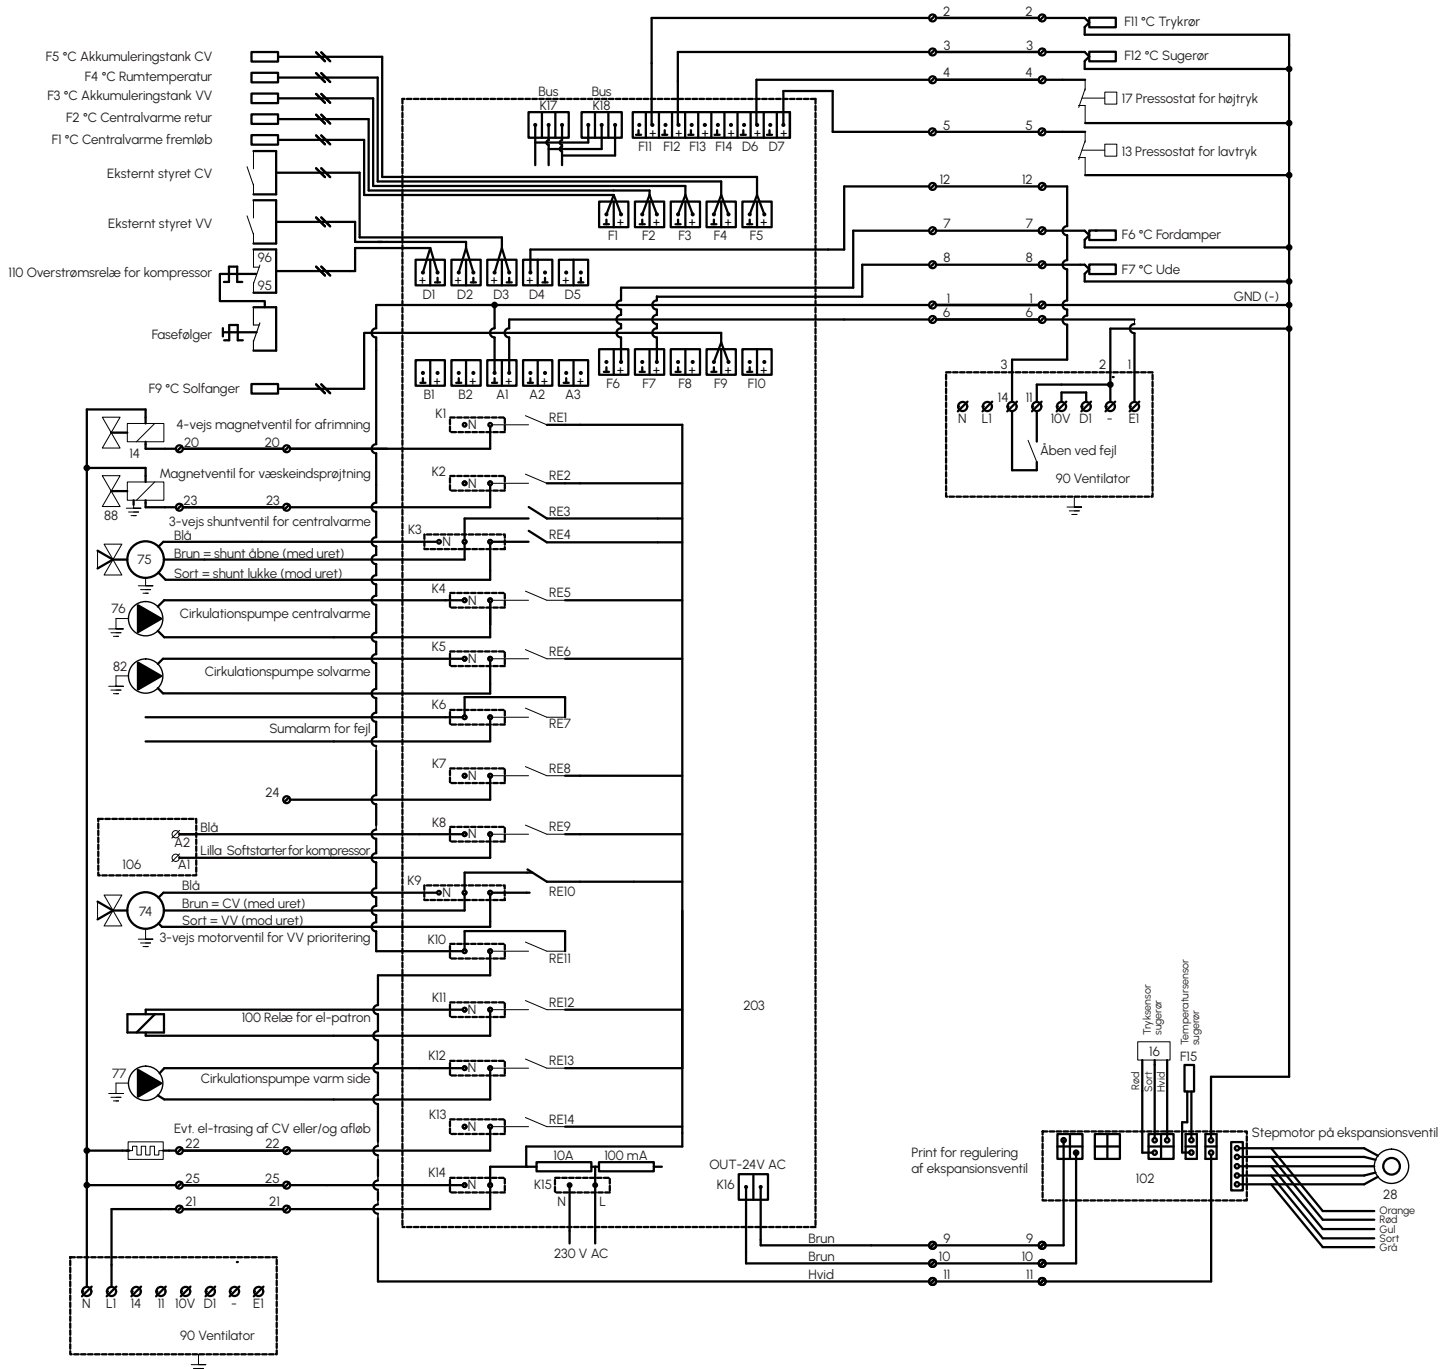 F5 °C Akkumuleringstank CV
F4 °C Rumtemperatur
F3 °C Akkumuleringstank VV
F2 °C Centralvarme retur
F1 °C Centralvarme fremløb
Eksternt styret CV
Eksternt styret VV
96
110 Overstrømsrelæ for kompressor
95
Fasefølger
F9 °C Solfanger
Bus
K17
Bus
K18
F11 F12 F13 F14 D6 D7
F1 F2 F3 F4 F5
D1 D2 D3 D4 D5
B1 B2 A1 A2 A3
F6 F7 F8 F9 F10
2 2
F11 °C Trykrør
3 3
F12 °C Sugerør
4 4
17 Pressostat for højtryk
5 5
13 Pressostat for lavtryk
12 12
7 7
F6 °C Fordamper
8 8
F7 °C Ude
1 1
GND (-)
6 6
3 2 1
14 11
N L1 10V D1 - E1
Åben ved fejl
90 Ventilator
4-vejs magnetventil for afrimning
14
20 20
K1
N
RE1
Magnetventil for væskeindsprøjtning
88
23 23
K2
N
RE2
3-vejs shuntventil for centralvarme
Blå
75
Brun = shunt åbne (med uret)
Sort = shunt lukke (mod uret)
K3
N
RE3
RE4
76
Cirkulationspumpe centralvarme
K4
N
RE5
82
Cirkulationspumpe solvarme
K5
N
RE6
Sumalarm for fejl
K6
RE7
24
K7
N
RE8
106
A2
A1
Blå
Lilla Softstarter for kompressor
K8
N
RE9
Blå
74
Brun = CV (med uret)
Sort = VV (mod uret)
3-vejs motorventil for VV prioritering
K9
N
RE10
K10
RE11
100 Relæ for el-patron
K11
N
RE12
203
77
Cirkulationspumpe varm side
K12
N
RE13
Evt. el-trasing af CV eller/og afløb
22 22
K13
N
RE14
25 25
K14
N
21 21
10A 100 mA
K15
N L
230 V AC
OUT-24V AC
K16
Brun 9 9
Brun 10 10
Hvid 11 11
Tryksensor
sugerør
16
Rød
Sort
Hvid
Temperatursensor
sugerør
F15
Print for regulering
af ekspansionsventil
102
Stepmotor på ekspansionsventil
28
Orange
Rød
Gul
Sort
Grå
N L1 14 11 10V D1 - E1
90 Ventilator